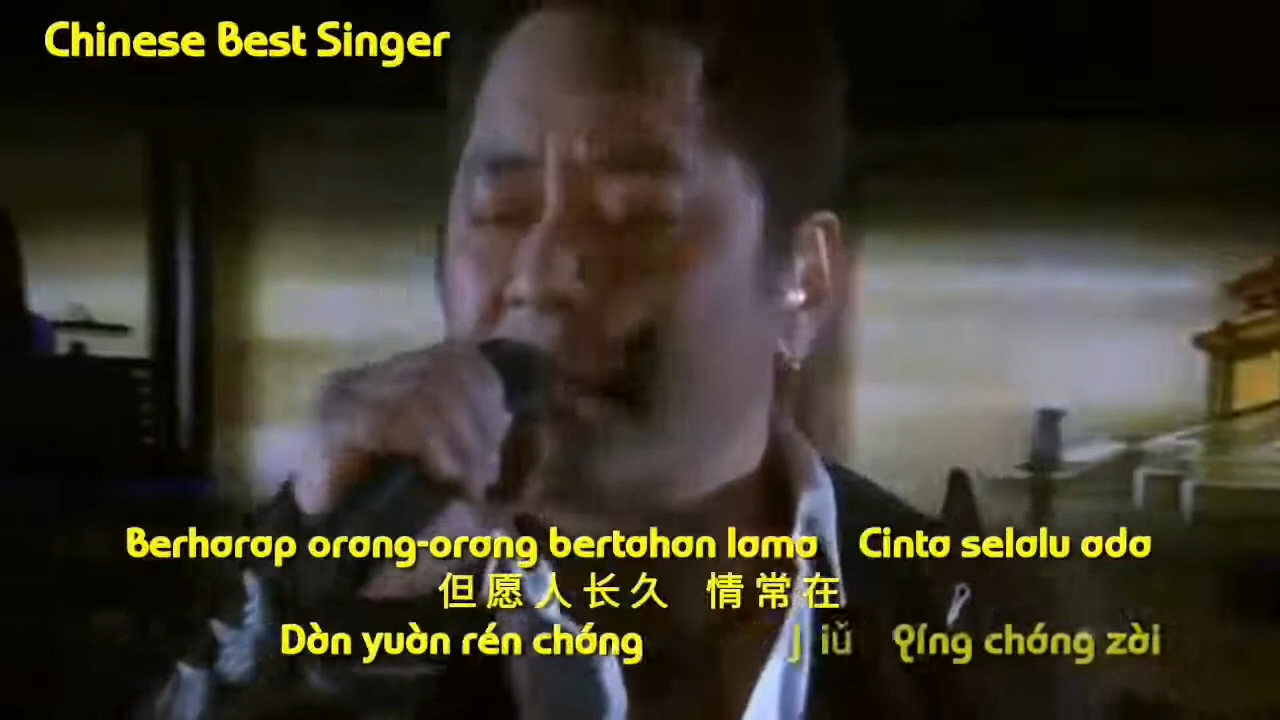 Chinese Best Singer
Berharap orang-orang bertahan lama Cinta selalu ada
但愿人长久 情常在
Dàn yuàn rén cháng Jiǔ Qíng cháng zài